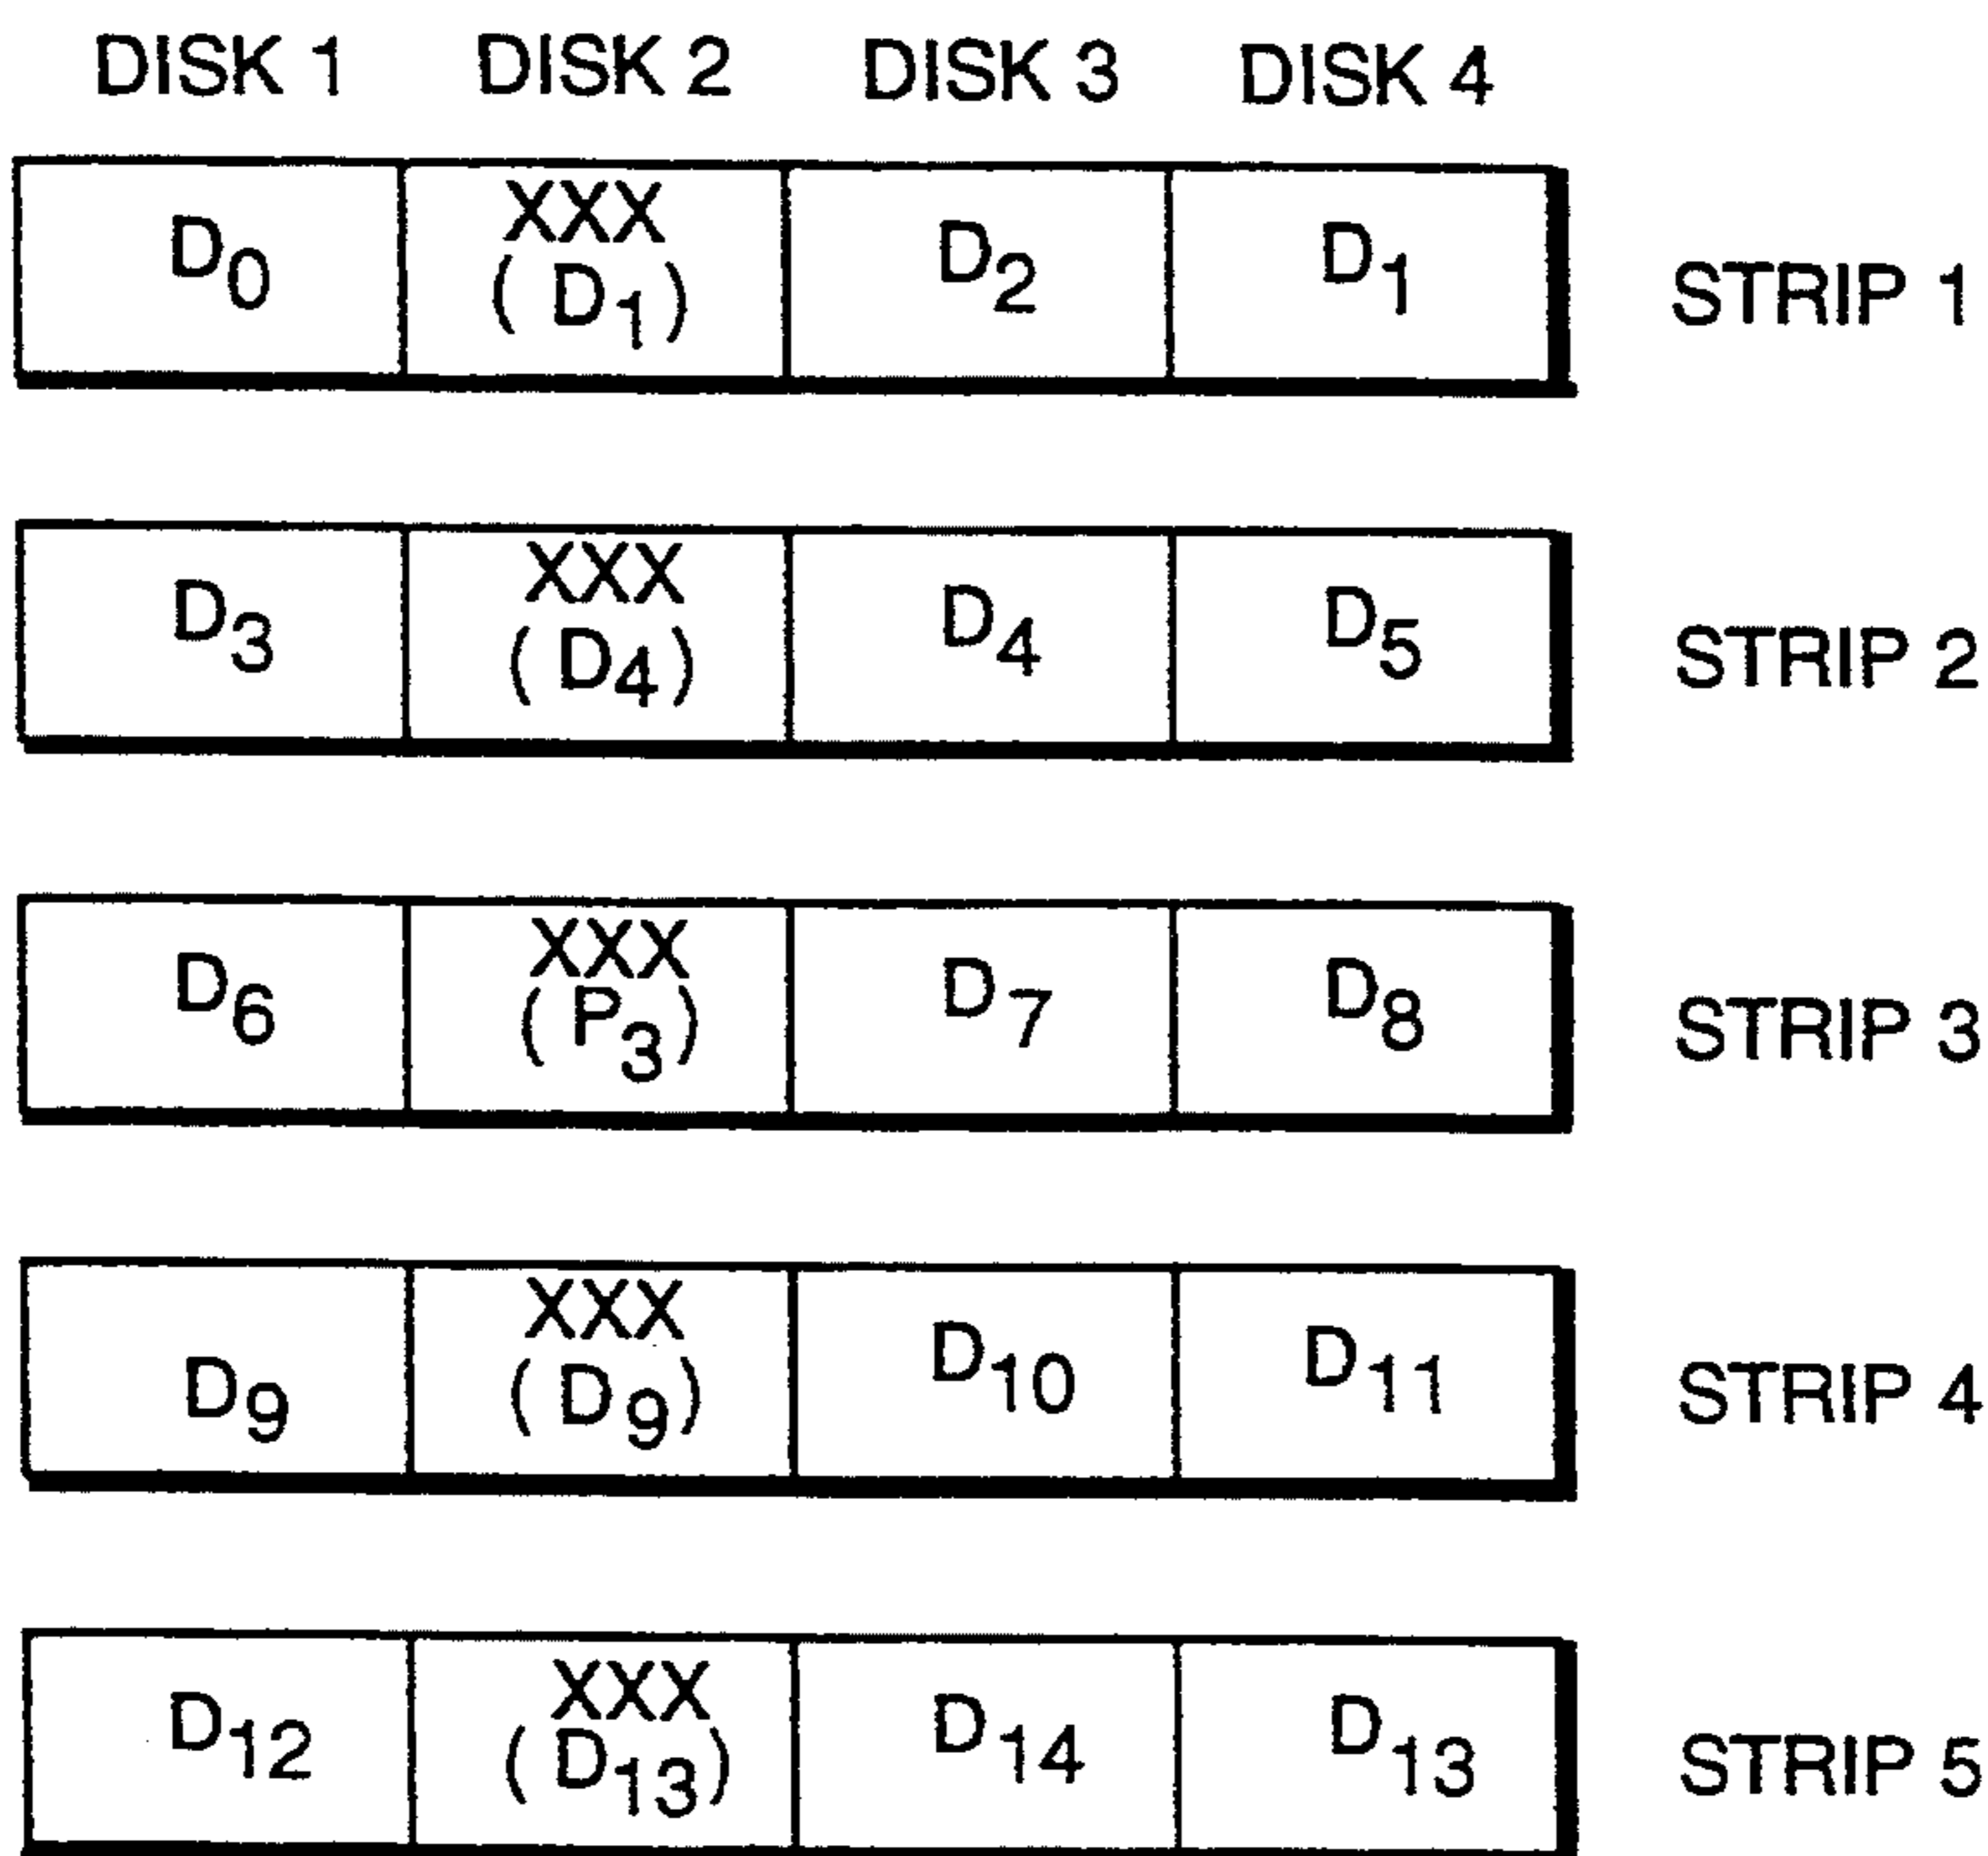 DISK 1 DISK 2 DISK 3 DISK 4
D0 XXX D2 D1 STRIP 1
(D1)
D3 XXX D4 D5 STRIP 2
(D4)
D6 XXX D7 D8 STRIP 3
(P3)
D9 XXX D10 D11 STRIP 4
(D9)
D12 XXX D14 D13 STRIP 5
(D13)